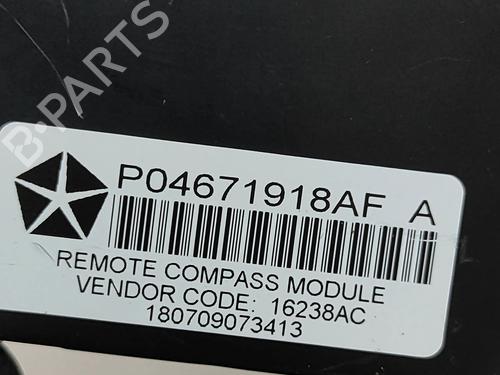 B-PARTS
P04671918AF A
REMOTE COMPASS MODULE
VENDOR CODE: 16238AC
180709073413